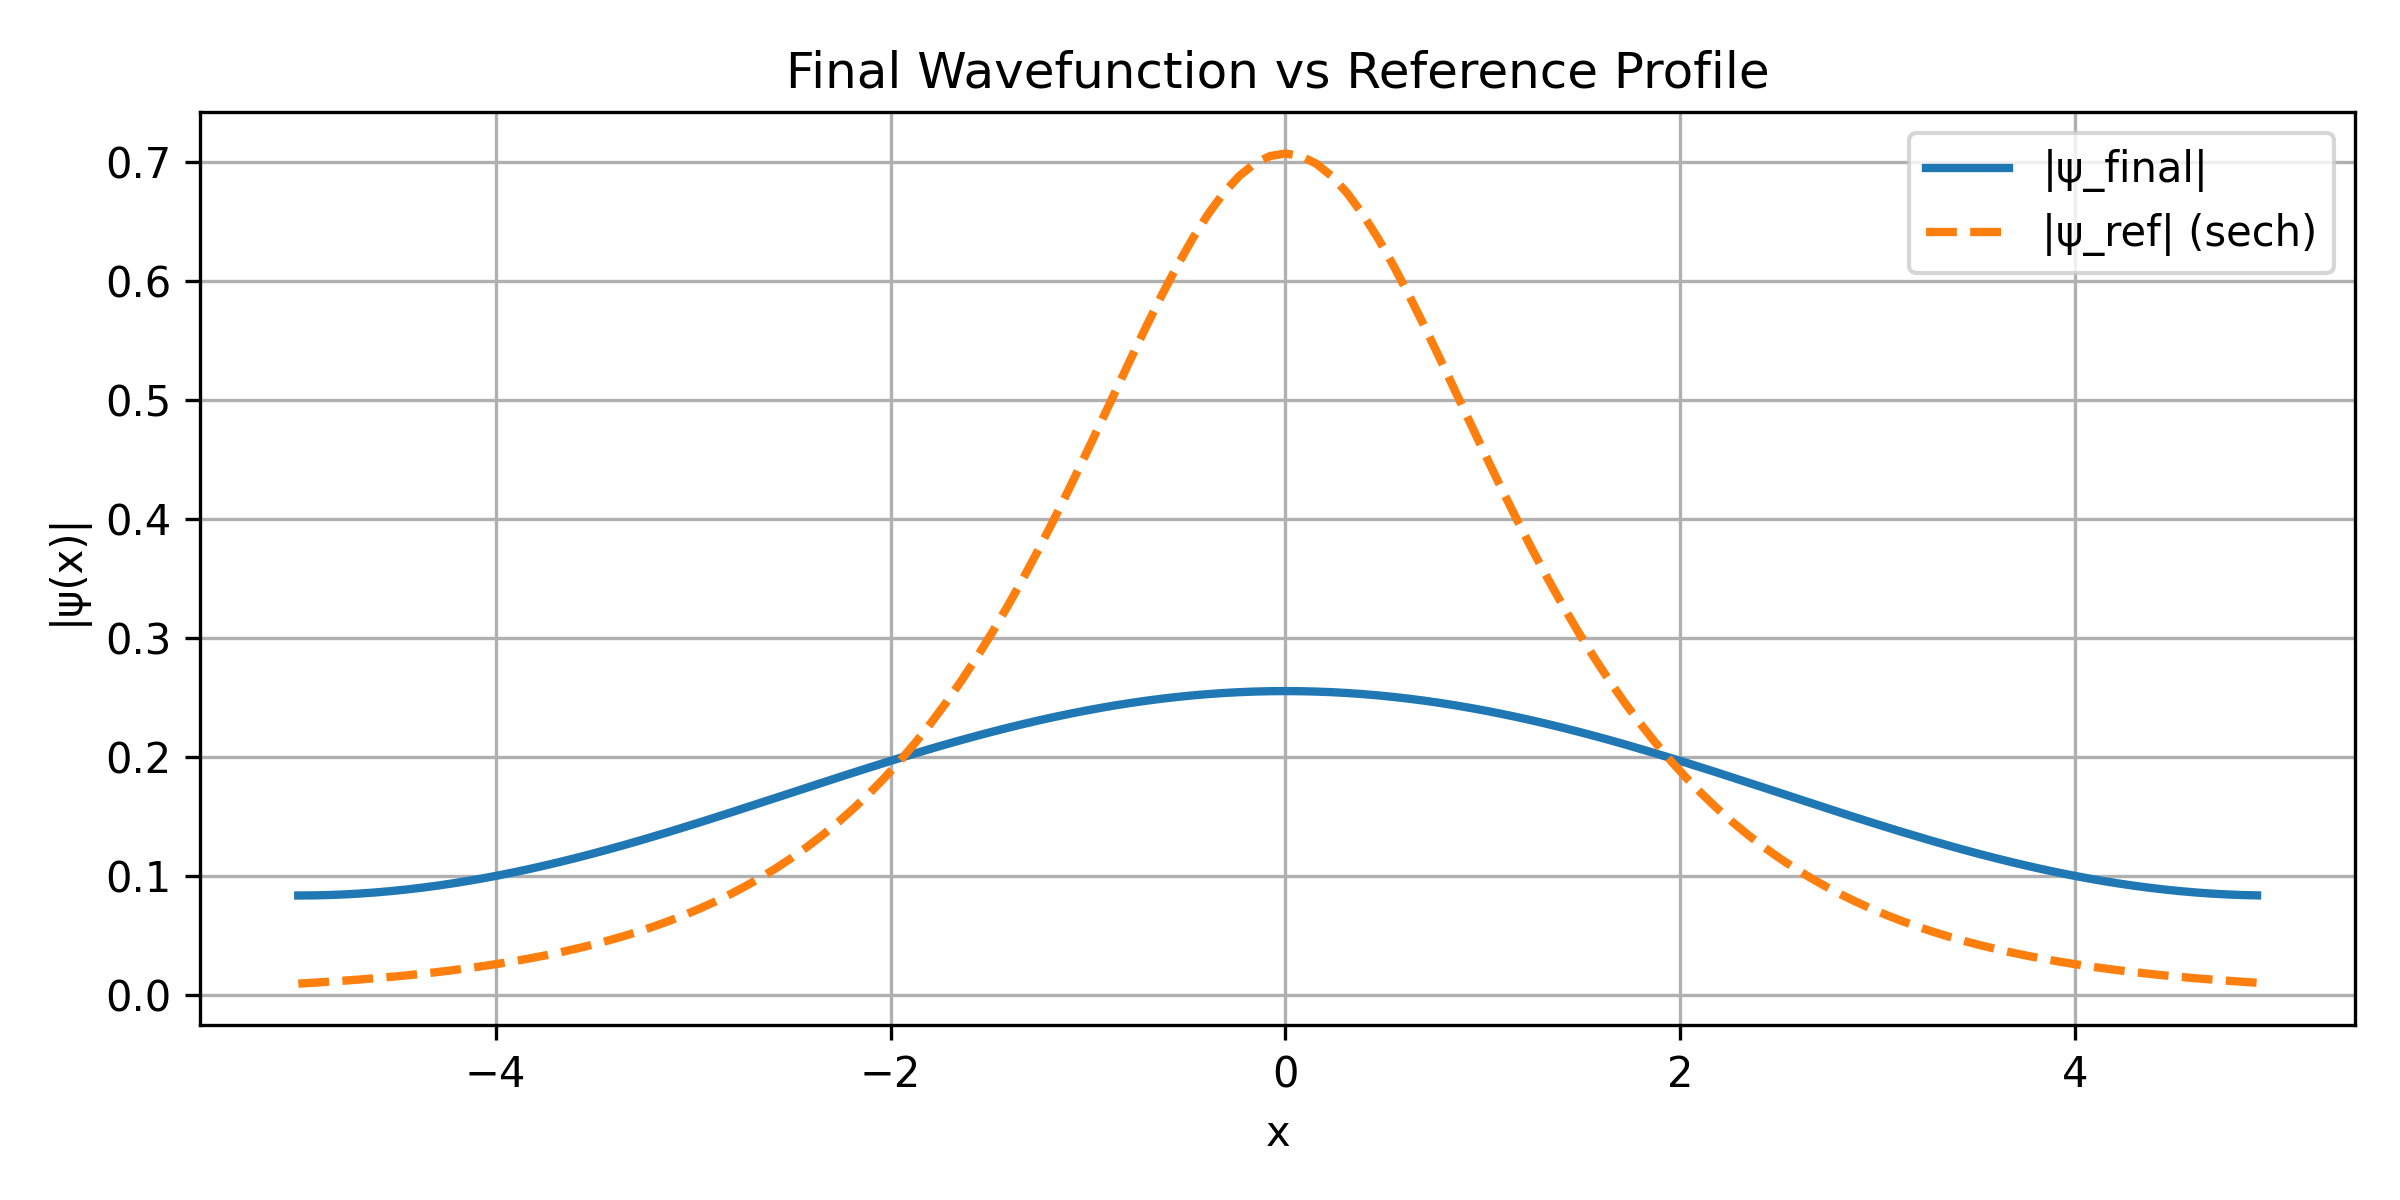 Final Wavefunction vs Reference Profile
|ψ_final|
|ψ_ref| (sech)
|ψ(x)|
0.7
0.6
0.5
0.4
0.3
0.2
0.1
0.0
−4 −2 0 2 4
x